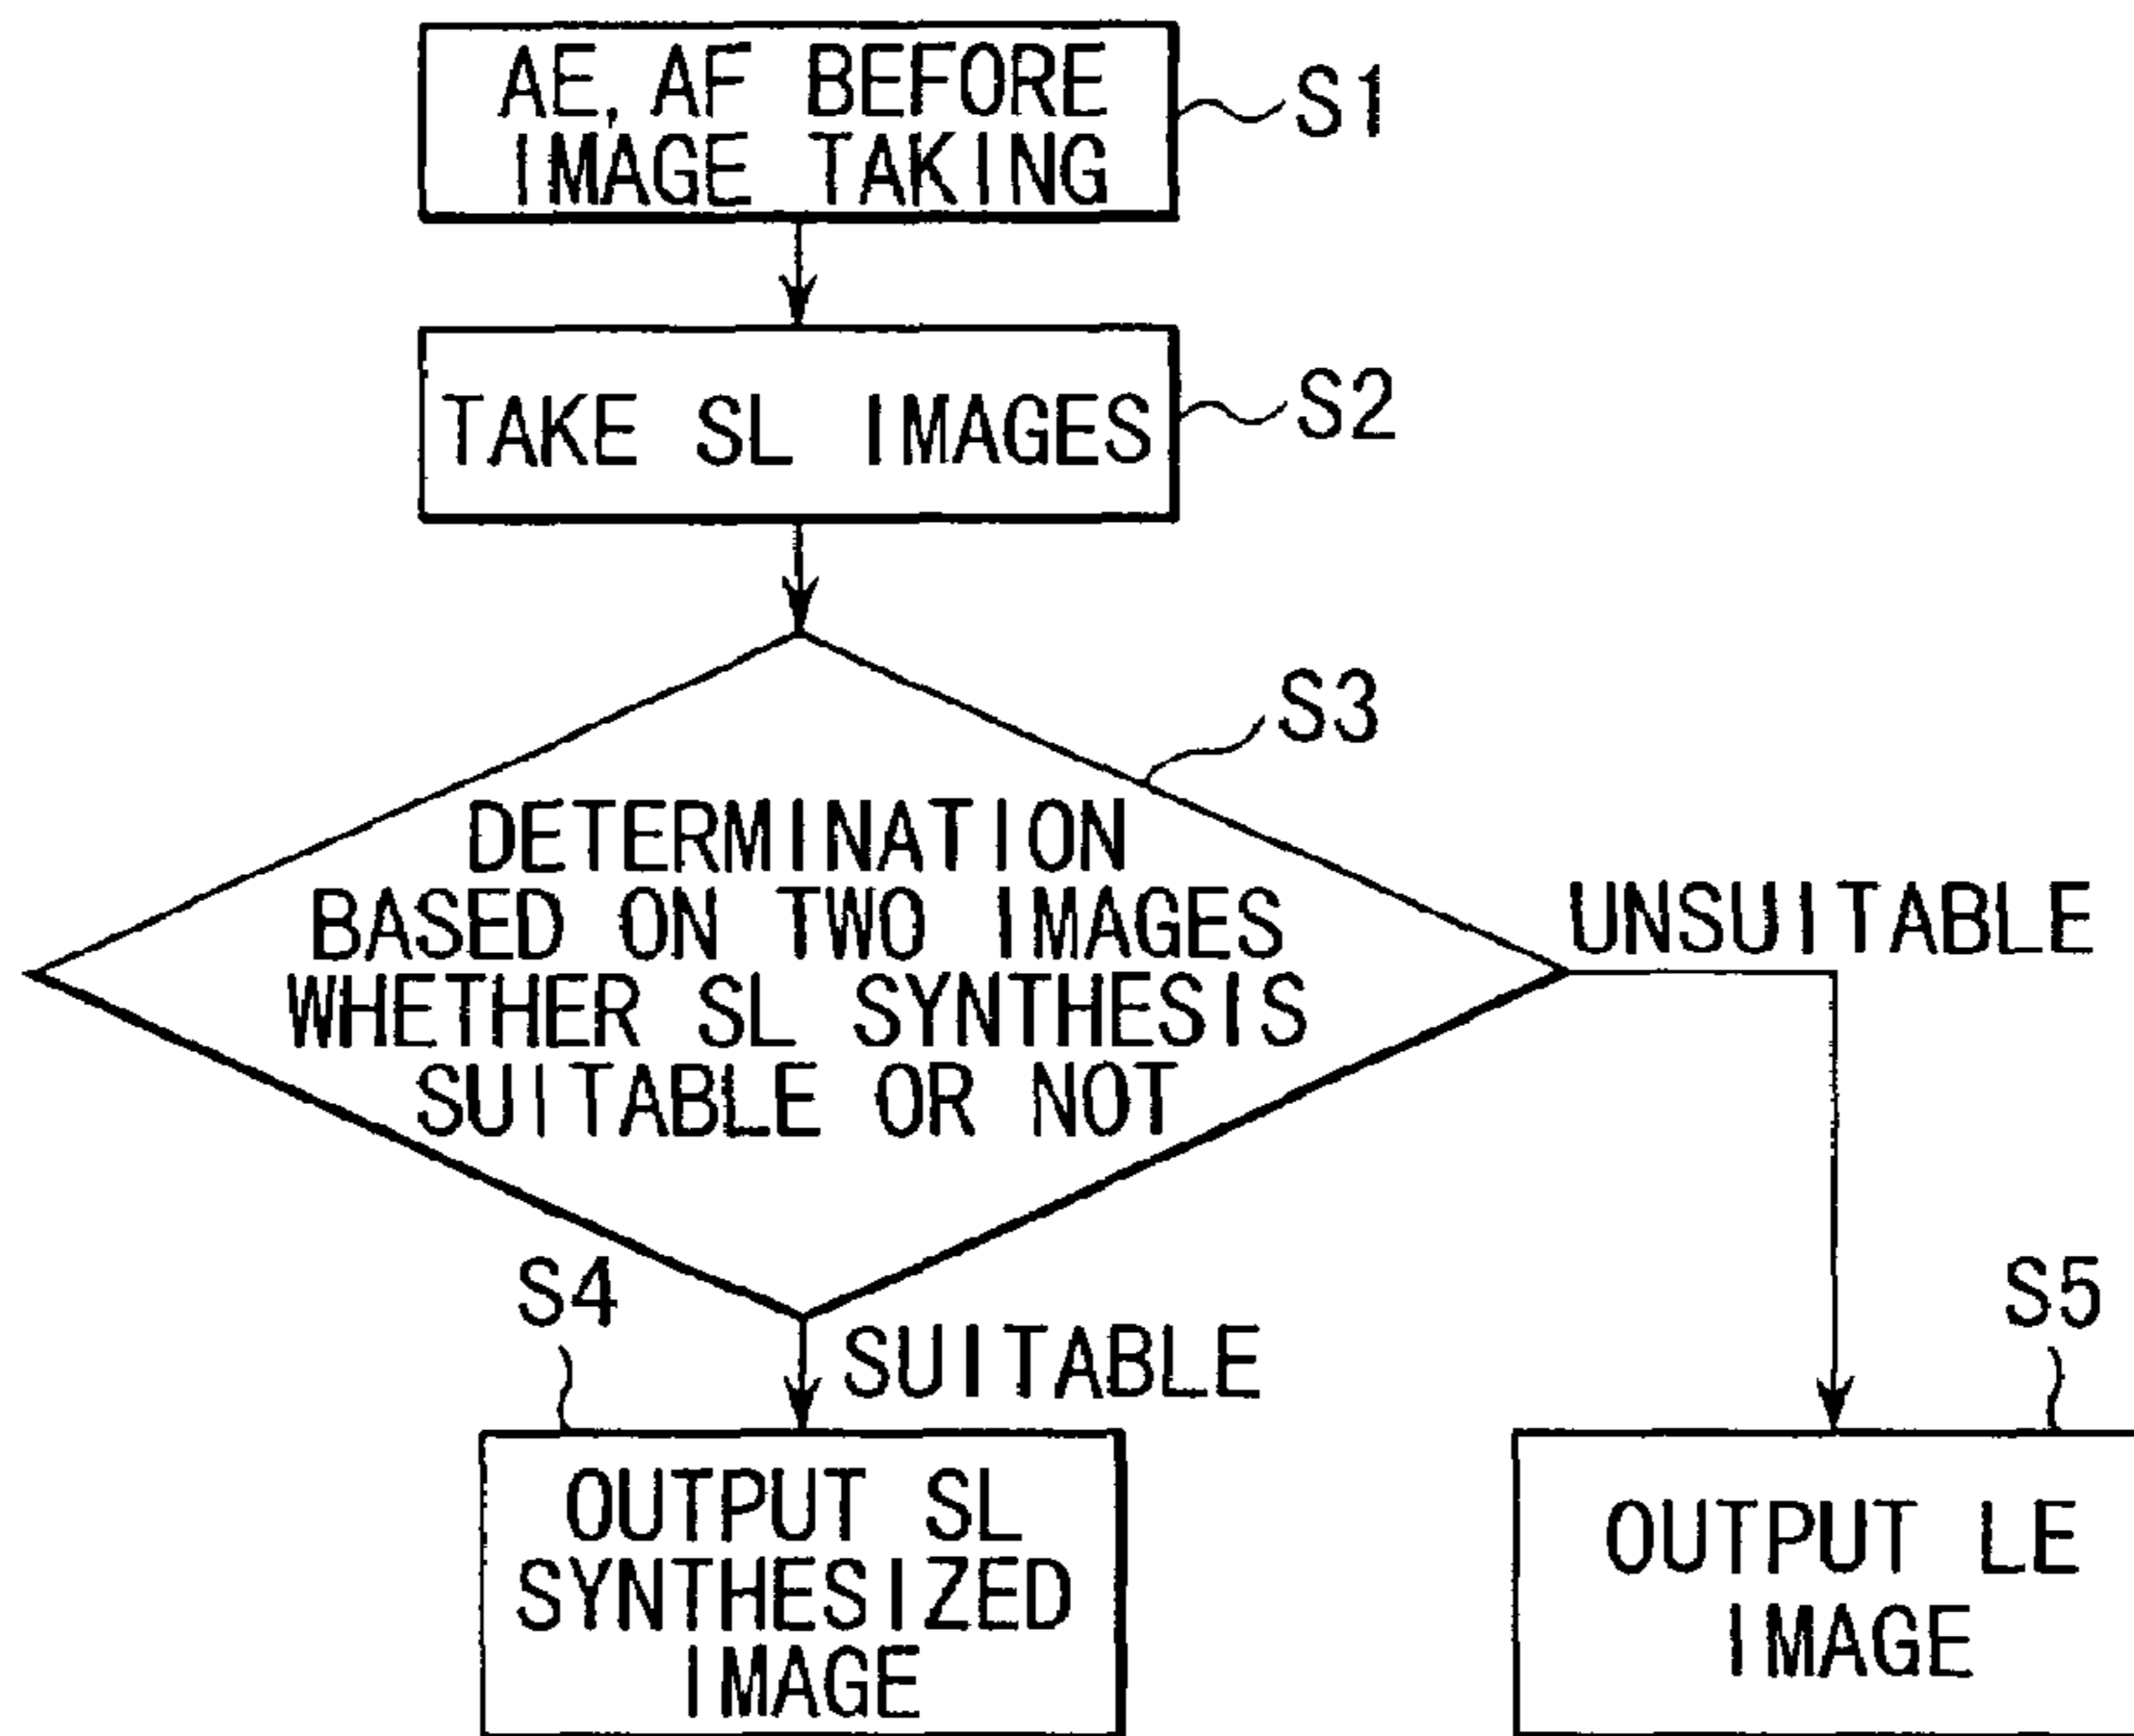 AE, AF BEFORE
IMAGE TAKING
S1
TAKE SL IMAGES
S2
S3
DETERMINATION
BASED ON TWO IMAGES
WHETHER SL SYNTHESIS
SUITABLE OR NOT
UNSUITABLE
S4
SUITABLE
S5
OUTPUT SL
SYNTHESIZED
IMAGE
OUTPUT LE
IMAGE